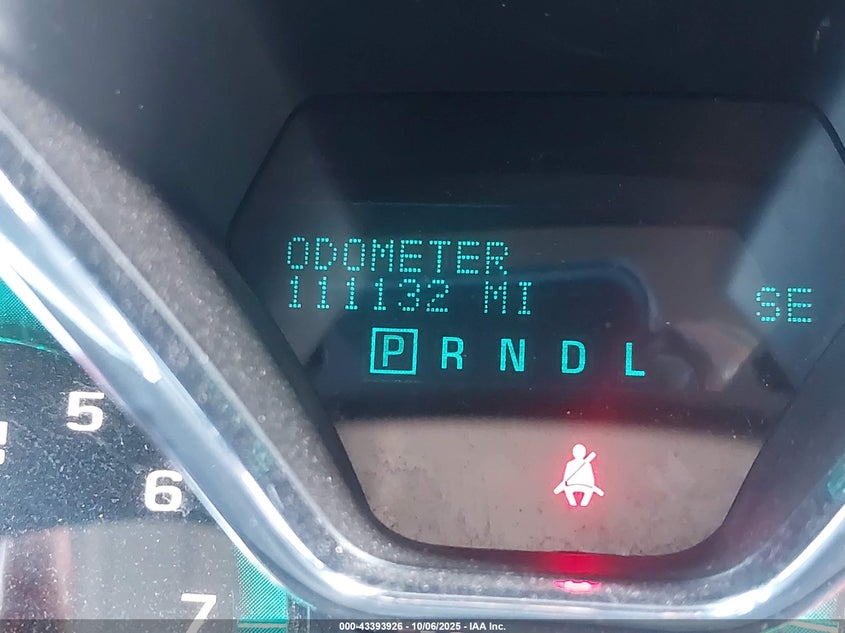 ODOMETER
111132 MI SE
P R N D L
5
6
7
000-43393926 - 10/06/2025 - IAA Inc.